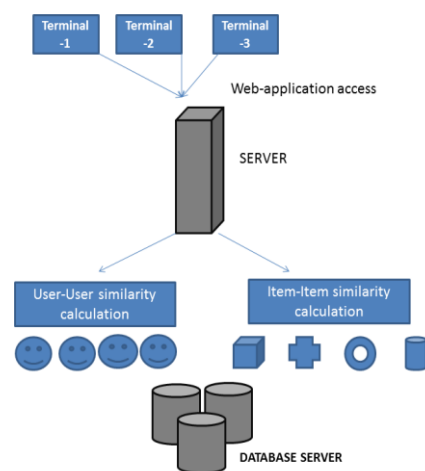 Terminal
-1
Terminal
-2
Terminal
-3
Web-application access
SERVER
User-User similarity
calculation
Item-Item similarity
calculation
DATABASE SERVER